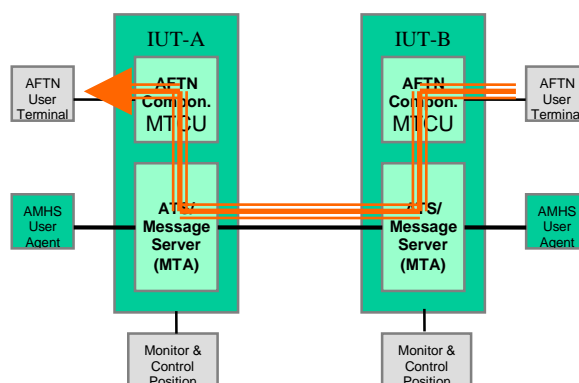 IUT-A
IUT-B
AFTN
User
Terminal
AFTN
Compon.
MTCU
AFTN
Compon.
MTCU
AFTN
User
Terminal
AMHS
User
Agent
ATS/
Message
Server
(MTA)
ATS/
Message
Server
(MTA)
AMHS
User
Agent
Monitor &
Control
Position
Monitor &
Control
Position